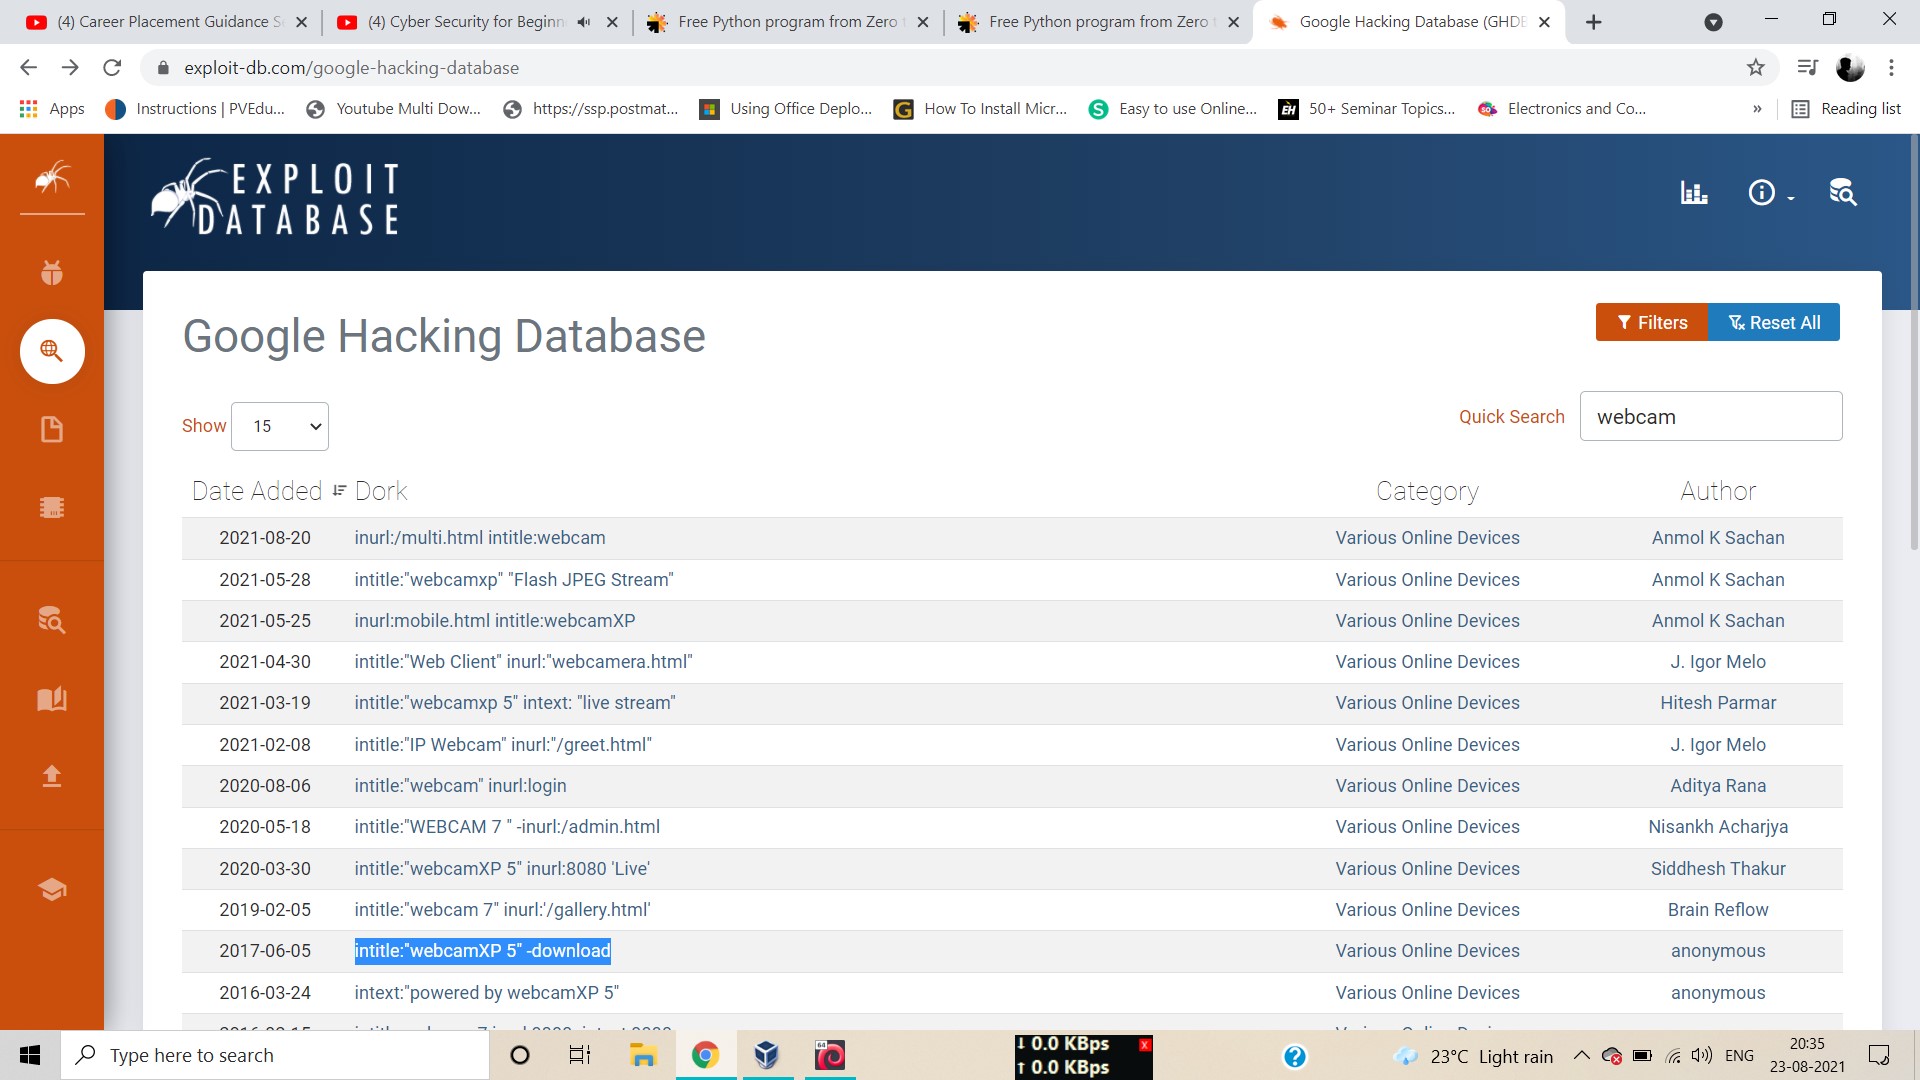 (4) Career Placement Guidance Se
(4) Cyber Security for Beginn
Free Python program from Zero t
Free Python program from Zero t
Google Hacking Database (GHDB
exploit-db.com/google-hacking-database
Apps
Instructions | PVEdu...
Youtube Multi Dow...
https://ssp.postmat...
Using Office Deplo...
How To Install Micr...
Easy to use Online...
EH
50+ Seminar Topics...
Electronics and Co...
»
Reading list
EXPLOIT
DATABASE
Google Hacking Database
Filters
Reset All
Show 15
Quick Search webcam
Date Added Dork Category Author
2021-08-20 inurl:/multi.html intitle:webcam Various Online Devices Anmol K Sachan
2021-05-28 intitle:"webcamxp" "Flash JPEG Stream" Various Online Devices Anmol K Sachan
2021-05-25 inurl:mobile.html intitle:webcamXP Various Online Devices Anmol K Sachan
2021-04-30 intitle:"Web Client" inurl:"webcamera.html" Various Online Devices J. Igor Melo
2021-03-19 intitle:"webcamxp 5" intext: "live stream" Various Online Devices Hitesh Parmar
2021-02-08 intitle:"IP Webcam" inurl:"/greet.html" Various Online Devices J. Igor Melo
2020-08-06 intitle:"webcam" inurl:login Various Online Devices Aditya Rana
2020-05-18 intitle:"WEBCAM 7 " -inurl:/admin.html Various Online Devices Nisankh Acharjya
2020-03-30 intitle:"webcamXP 5" inurl:8080 'Live' Various Online Devices Siddhesh Thakur
2019-02-05 intitle:"webcam 7" inurl:'/gallery.html' Various Online Devices Brain Reflow
2017-06-05 intitle:"webcamXP 5" -download Various Online Devices anonymous
2016-03-24 intext:"powered by webcamXP 5" Various Online Devices anonymous
Type here to search
64
↓ 0.0 KBps
↑ 0.0 KBps
x
?
23°C Light rain
ENG
20:35
23-08-2021